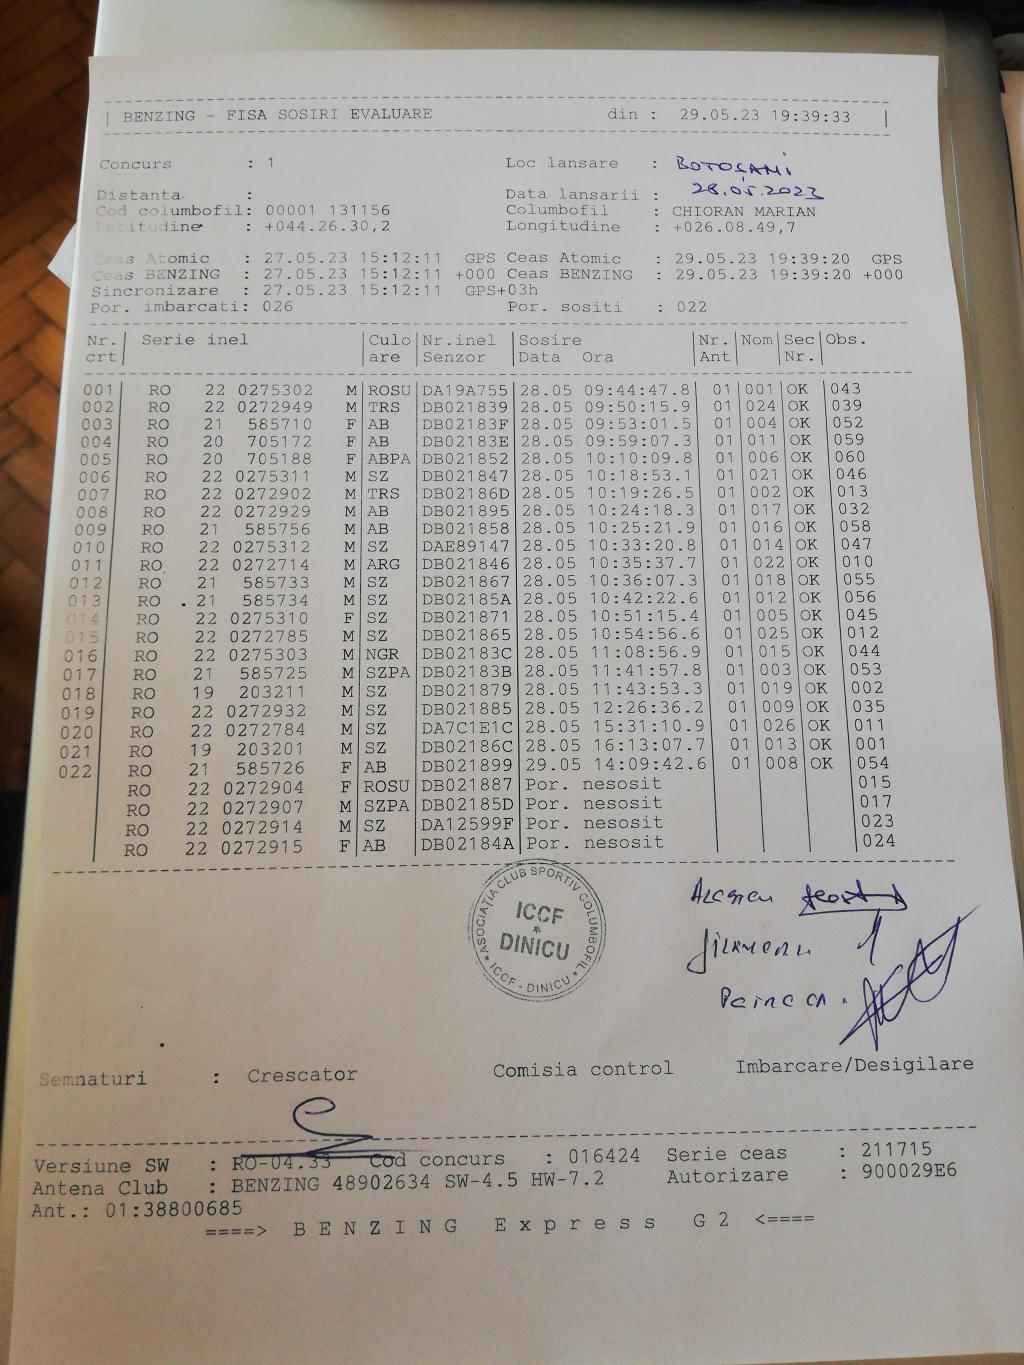 | BENZING - FISA SOSIRI EVALUARE din : 29.05.23 19:39:33 |
Concurs : 1 Loc lansare : BOTOȘANI
Distanta : Data lansarii : 28.05.2023
Cod columbofil: 00001 131156 Columbofil : CHIORAN MARIAN
Latitudine : +044.26.30,2 Longitudine : +026.08.49,7
Ceas Atomic : 27.05.23 15:12:11 GPS Ceas Atomic : 29.05.23 19:39:20 GPS
Ceas BENZING : 27.05.23 15:12:11 +000 Ceas BENZING : 29.05.23 19:39:20 +000
Sincronizare : 27.05.23 15:12:11 GPS+03h
Por. imbarcati: 026 Por. sositi : 022
Nr. | Serie inel | Culo | Nr.inel | Sosire | Nr. | Nom | Sec | Obs.
crt | | are | Senzor | Data Ora | Ant | | Nr. |
001 | RO 22 0275302 M | ROSU | DA19A755 | 28.05 09:44:47.8 | 01 | 001 | OK | 043
002 | RO 22 0272949 M | TRS | DB021839 | 28.05 09:50:15.9 | 01 | 024 | OK | 039
003 | RO 21 585710 F | AB | DB02183F | 28.05 09:53:01.5 | 01 | 004 | OK | 052
004 | RO 20 705172 F | AB | DB02183E | 28.05 09:59:07.3 | 01 | 011 | OK | 059
005 | RO 20 705188 F | ABPA | DB021852 | 28.05 10:10:09.8 | 01 | 006 | OK | 060
006 | RO 22 0275311 M | SZ | DB021847 | 28.05 10:18:53.1 | 01 | 021 | OK | 046
007 | RO 22 0272902 M | TRS | DB02186D | 28.05 10:19:26.5 | 01 | 002 | OK | 013
008 | RO 22 0272929 M | AB | DB021895 | 28.05 10:24:18.3 | 01 | 017 | OK | 032
009 | RO 21 585756 M | AB | DB021858 | 28.05 10:25:21.9 | 01 | 016 | OK | 058
010 | RO 22 0275312 M | SZ | DAE89147 | 28.05 10:33:20.8 | 01 | 014 | OK | 047
011 | RO 22 0272714 M | ARG | DB021846 | 28.05 10:35:37.7 | 01 | 022 | OK | 010
012 | RO 21 585733 M | SZ | DB021867 | 28.05 10:36:07.3 | 01 | 018 | OK | 055
013 | RO 21 585734 M | SZ | DB02185A | 28.05 10:42:22.6 | 01 | 012 | OK | 056
014 | RO 22 0275310 F | SZ | DB021871 | 28.05 10:51:15.4 | 01 | 005 | OK | 045
015 | RO 22 0272785 M | SZ | DB021865 | 28.05 10:54:56.6 | 01 | 025 | OK | 012
016 | RO 22 0275303 M | NGR | DB02183C | 28.05 11:08:56.9 | 01 | 015 | OK | 044
017 | RO 21 585725 M | SZPA | DB02183B | 28.05 11:41:57.8 | 01 | 003 | OK | 053
018 | RO 19 203211 M | SZ | DB021879 | 28.05 11:43:53.3 | 01 | 019 | OK | 002
019 | RO 22 0272932 M | SZ | DB021885 | 28.05 12:26:36.2 | 01 | 009 | OK | 035
020 | RO 22 0272784 M | SZ | DA7C1E1C | 28.05 15:31:10.9 | 01 | 026 | OK | 011
021 | RO 19 203201 M | SZ | DB02186C | 28.05 16:13:07.7 | 01 | 013 | OK | 001
022 | RO 21 585726 F | AB | DB021899 | 29.05 14:09:42.6 | 01 | 008 | OK | 054
RO 22 0272904 F | ROSU | DB021887 | Por. nesosit | | | | 015
RO 22 0272907 M | SZPA | DB02185D | Por. nesosit | | | | 017
RO 22 0272914 M | SZ | DA12599F | Por. nesosit | | | | 023
RO 22 0272915 F | AB | DB02184A | Por. nesosit | | | | 024
ASOCIAȚIA CLUB SPORTIV COLUMBOFIL
ICCF
*
DINICU
* ICCF - DINICU *
Semnaturi : Crescator Comisia control Imbarcare/Desigilare
Versiune SW : RO-04.33 Cod concurs : 016424 Serie ceas : 211715
Antena Club : BENZING 48902634 SW-4.5 HW-7.2 Autorizare : 900029E6
Ant.: 01:38800685
====> B E N Z I N G E x p r e s s G 2 <====